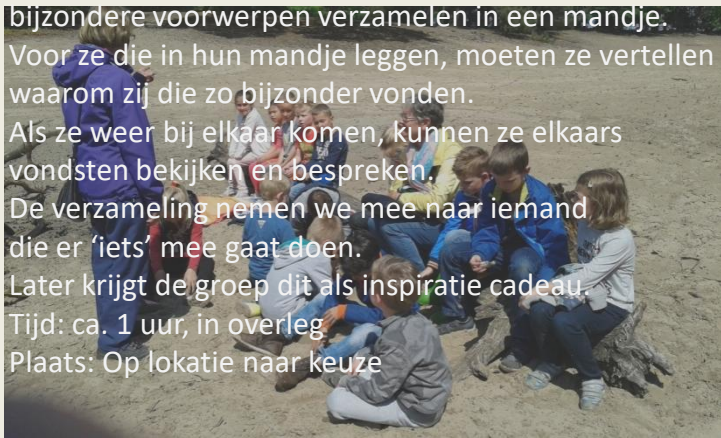 bijzondere voorwerpen verzamelen in een mandje.
Voor ze die in hun mandje leggen, moeten ze vertellen
waarom zij die zo bijzonder vonden.
Als ze weer bij elkaar komen, kunnen ze elkaars
vondsten bekijken en bespreken.
De verzameling nemen we mee naar iemand
die er ‘iets’ mee gaat doen.
Later krijgt de groep dit als inspiratie cadeau.
Tijd: ca. 1 uur, in overleg
Plaats: Op lokatie naar keuze